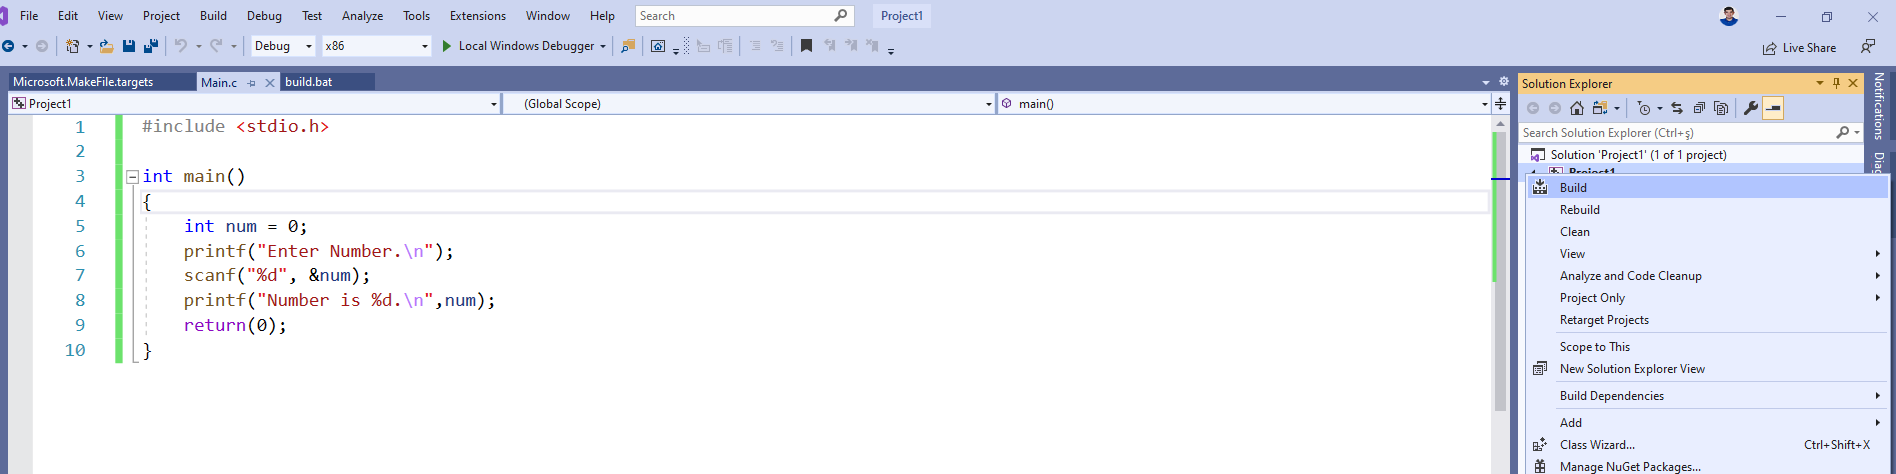 File Edit View Project Build Debug Test Analyze Tools Extensions Window Help Search Project1
Debug x86 Local Windows Debugger Live Share
Microsoft.MakeFile.targets Main.c build.bat
Project1 (Global Scope) main()
1 #include <stdio.h>
2
3 int main()
4 {
5 int num = 0;
6 printf("Enter Number.\n");
7 scanf("%d", &num);
8 printf("Number is %d.\n",num);
9 return(0);
10 }
Solution Explorer
Search Solution Explorer (Ctrl+ş)
Solution 'Project1' (1 of 1 project)
Project1
Build
Rebuild
Clean
View
Analyze and Code Cleanup
Project Only
Retarget Projects
Scope to This
New Solution Explorer View
Build Dependencies
Add
Class Wizard... Ctrl+Shift+X
Manage NuGet Packages...
Notifications